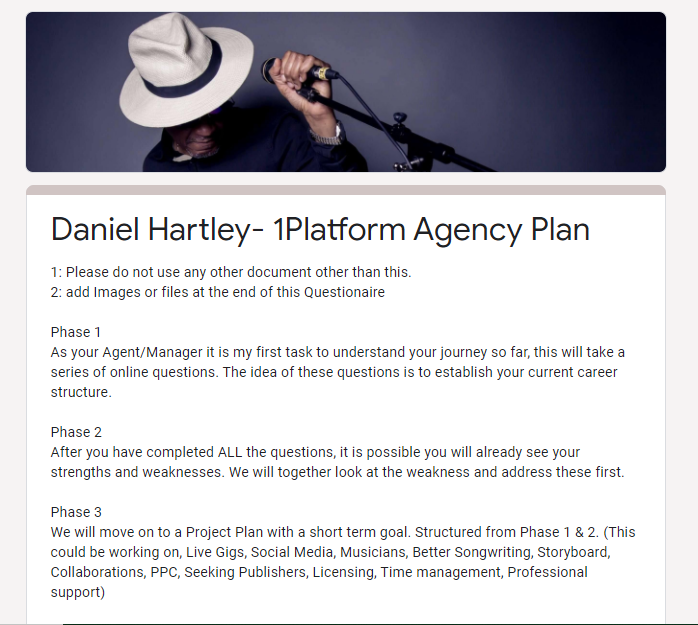 Daniel Hartley- 1Platform Agency Plan
1: Please do not use any other document other than this.
2: add Images or files at the end of this Questionaire
Phase 1
As your Agent/Manager it is my first task to understand your journey so far, this will take a
series of online questions. The idea of these questions is to establish your current career
structure.
Phase 2
After you have completed ALL the questions, it is possible you will already see your
strengths and weaknesses. We will together look at the weakness and address these first.
Phase 3
We will move on to a Project Plan with a short term goal. Structured from Phase 1 & 2. (This
could be working on, Live Gigs, Social Media, Musicians, Better Songwriting, Storyboard,
Collaborations, PPC, Seeking Publishers, Licensing, Time management, Professional
support)